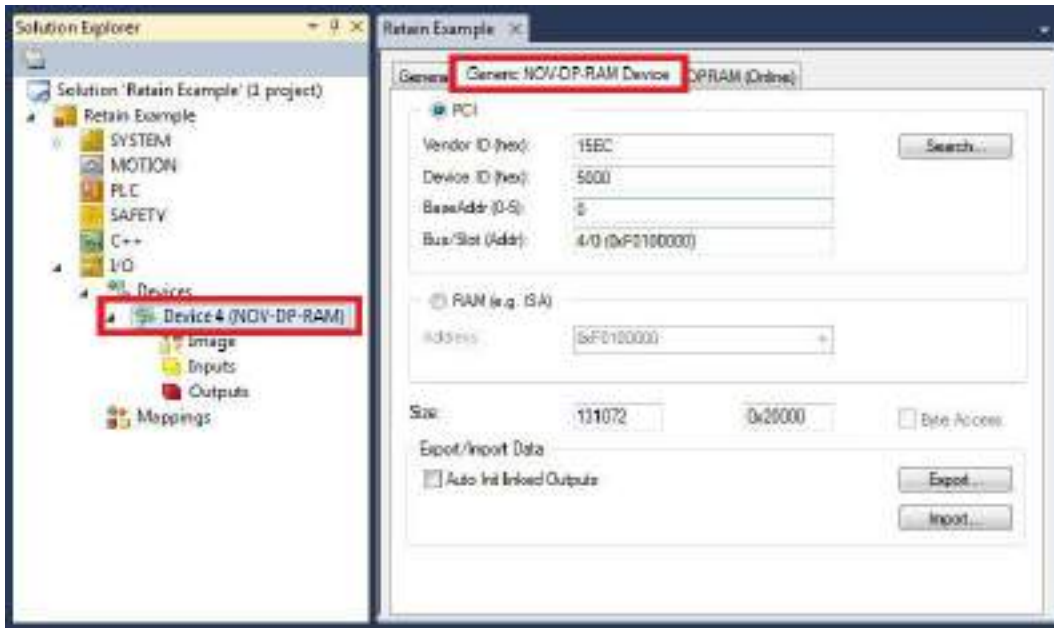 Solution Explorer
Solution 'Retain Example' (1 project)
Retain Example
SYSTEM
MOTION
PLC
SAFETY
C++
I/O
Devices
Device 4 (NOV-DP-RAM)
Image
Inputs
Outputs
Mappings
Retain Example
General Generic NOV-DP-RAM Device DPRAM (Online)
PCI
Vendor ID (hex): 15EC Search...
Device ID (hex): 5000
BaseAddr (0-5): 0
Bus/Slot (Addr): 4/0 (0xF0100000)
RAM (e.g. ISA)
Address: 0xF0100000
Size: 131072 0x20000 Byte Access
Export/Import Data
Auto Init linked Outputs Export...
Import...